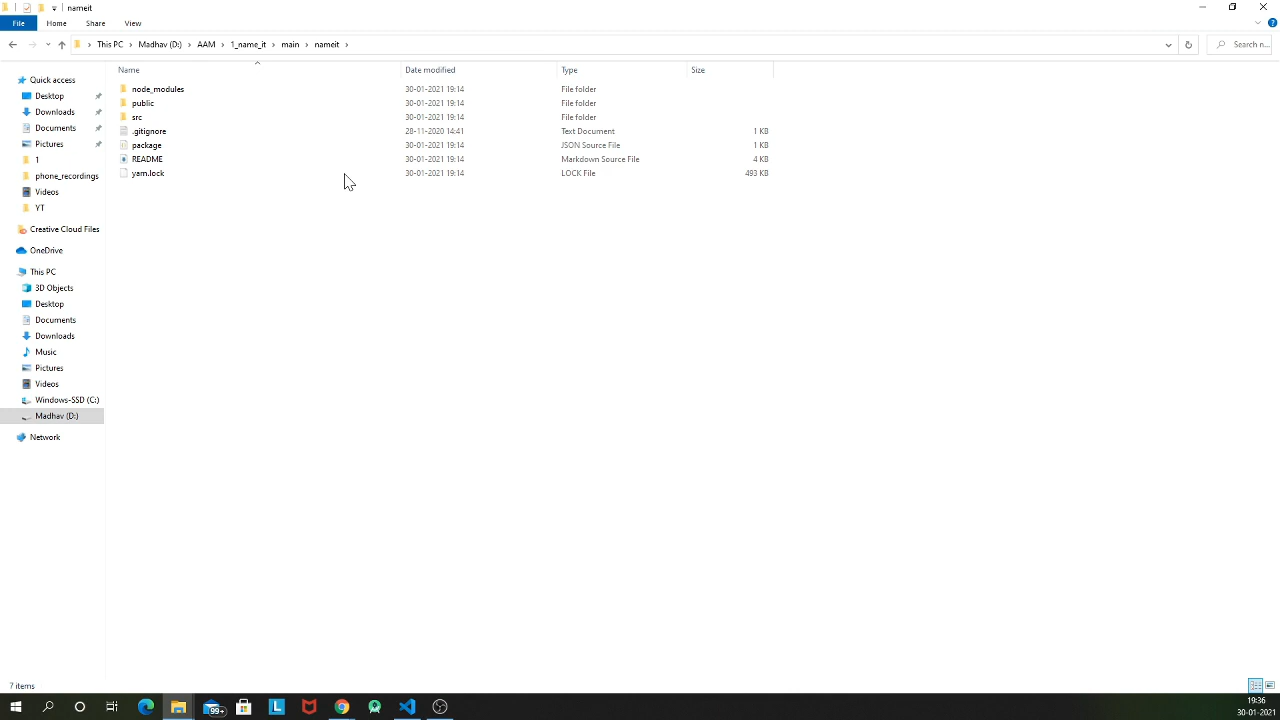 nameit
File Home Share View
This PC > Madhav (D:) > AAM > 1_name_it > main > nameit >
Search n...
Name Date modified Type Size
node_modules 30-01-2021 19:14 File folder
public 30-01-2021 19:14 File folder
src 30-01-2021 19:14 File folder
.gitignore 28-11-2020 14:41 Text Document 1 KB
package 30-01-2021 19:14 JSON Source File 1 KB
README 30-01-2021 19:14 Markdown Source File 4 KB
yarn.lock 30-01-2021 19:14 LOCK File 493 KB
Quick access
Desktop
Downloads
Documents
Pictures
1
phone_recordings
Videos
YT
Creative Cloud Files
OneDrive
This PC
3D Objects
Desktop
Documents
Downloads
Music
Pictures
Videos
Windows-SSD (C:)
Madhav (D:)
Network
7 items
99+
L
19:36
30-01-2021